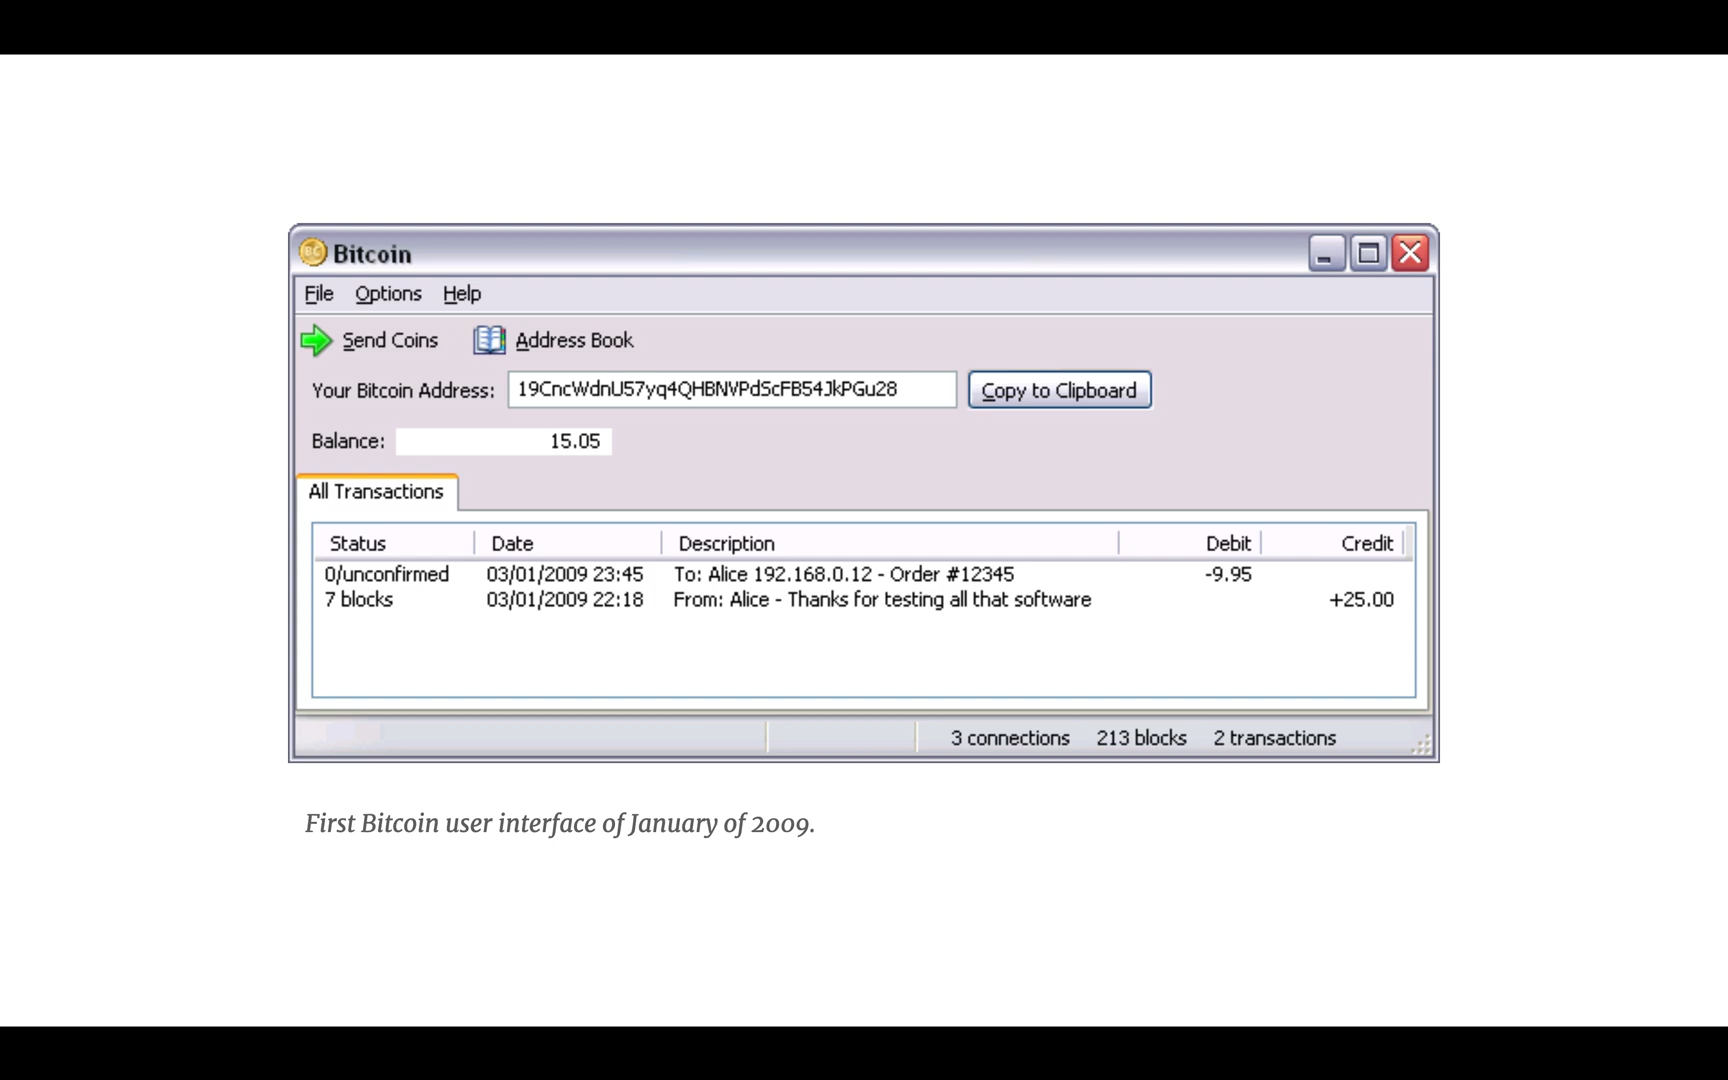 Bitcoin
File Options Help
Send Coins Address Book
Your Bitcoin Address: 19CncWdnU57yq4QHBNVPdScFB54JkPGu28 Copy to Clipboard
Balance: 15.05
All Transactions
Status Date Description Debit Credit
0/unconfirmed 03/01/2009 23:45 To: Alice 192.168.0.12 - Order #12345 -9.95
7 blocks 03/01/2009 22:18 From: Alice - Thanks for testing all that software +25.00
3 connections 213 blocks 2 transactions
First Bitcoin user interface of January of 2009.